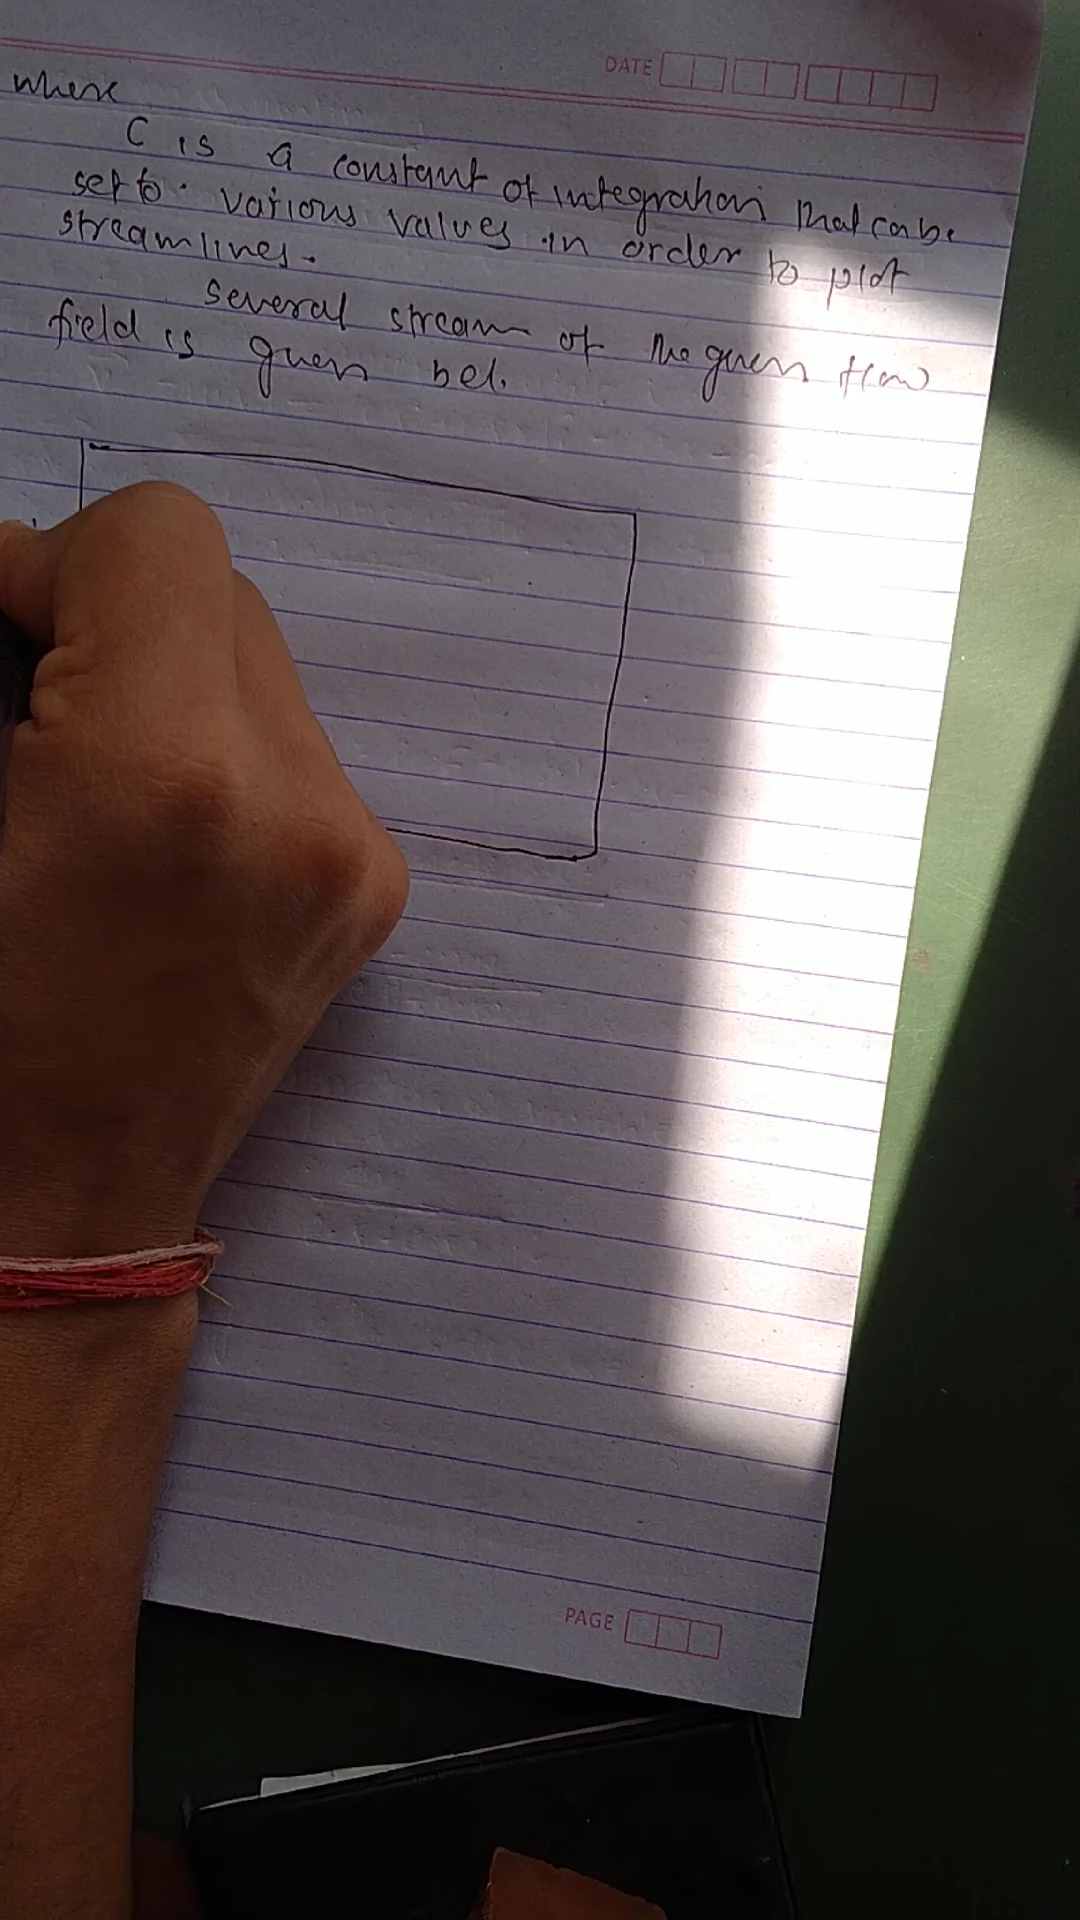 DATE
where
C is a constant of integration that can be
set to various values in order to plot
streamlines.
several stream of the given flow
field is given bel.
PAGE